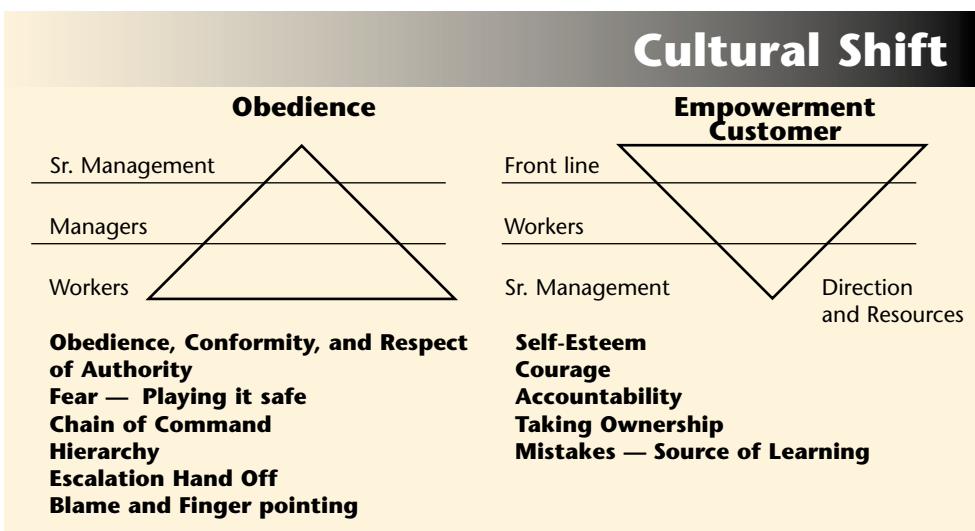 Cultural Shift
Obedience
Sr. Management
Managers
Workers
Obedience, Conformity, and Respect
of Authority
Fear — Playing it safe
Chain of Command
Hierarchy
Escalation Hand Off
Blame and Finger pointing
Empowerment
Customer
Front line
Workers
Sr. Management
Direction
and Resources
Self-Esteem
Courage
Accountability
Taking Ownership
Mistakes — Source of Learning